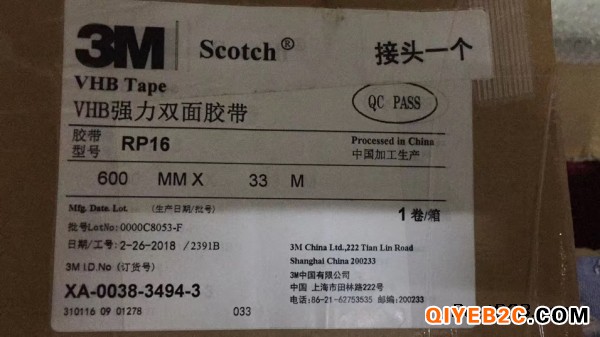 3M Scotch® 接头一个
VHB Tape
VHB强力双面胶带
QC PASS
胶带
型号 RP16
Processed in China
中国加工生产
600 MM X 33 M
Mfg. Data. Lot. (生产日期/批号)
1卷/箱
批号LotNo: 0000C8053-F
日期/工号: 2-26-2018 /2391B
3M China Ltd.,222 Tian Lin Road
Shanghai China 200233
3M I.D.No (订货号)
3M中国有限公司
中国 上海市田林路222号
XA-0038-3494-3
电话:86-21-62753535 邮编:200233
310116 09 01278 033
QIYEB2C.COM